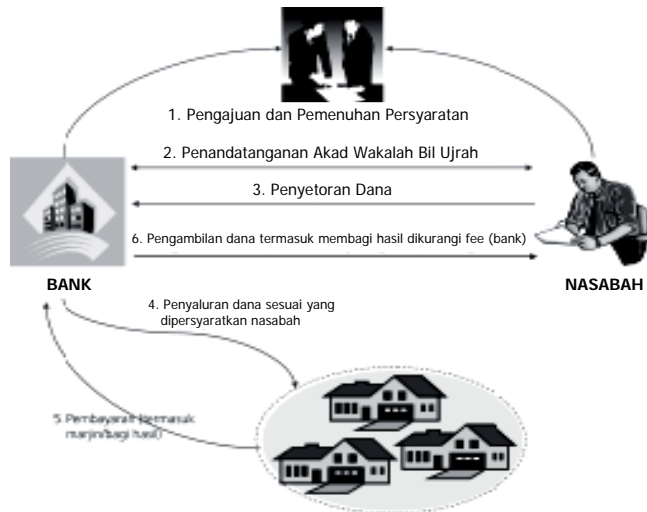 1. Pengajuan dan Pemenuhan Persyaratan
2. Penandatanganan Akad Wakalah Bil Ujrah
3. Penyetoran Dana
6. Pengambilan dana termasuk membagi hasil dikurangi fee (bank)
BANK
NASABAH
4. Penyaluran dana sesuai yang
dipersyaratkan nasabah
5. Pembayaran (termasuk
marjin/bagi hasil)